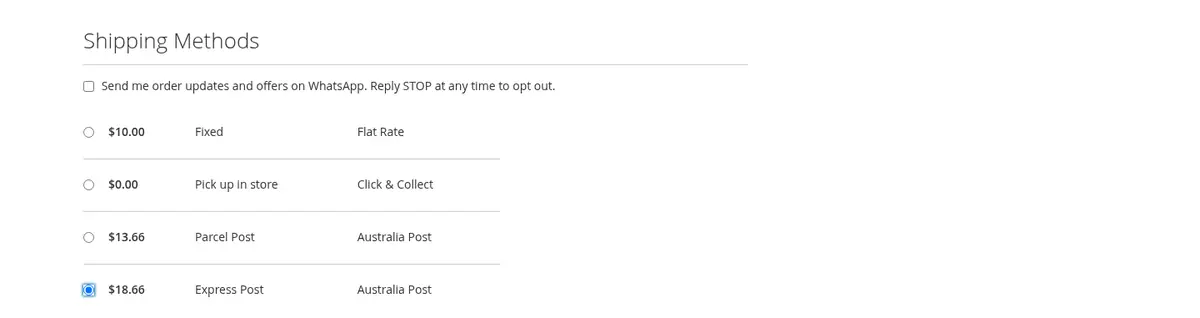 Shipping Methods
Send me order updates and offers on WhatsApp. Reply STOP at any time to opt out.
$10.00 Fixed Flat Rate
$0.00 Pick up in store Click & Collect
$13.66 Parcel Post Australia Post
$18.66 Express Post Australia Post